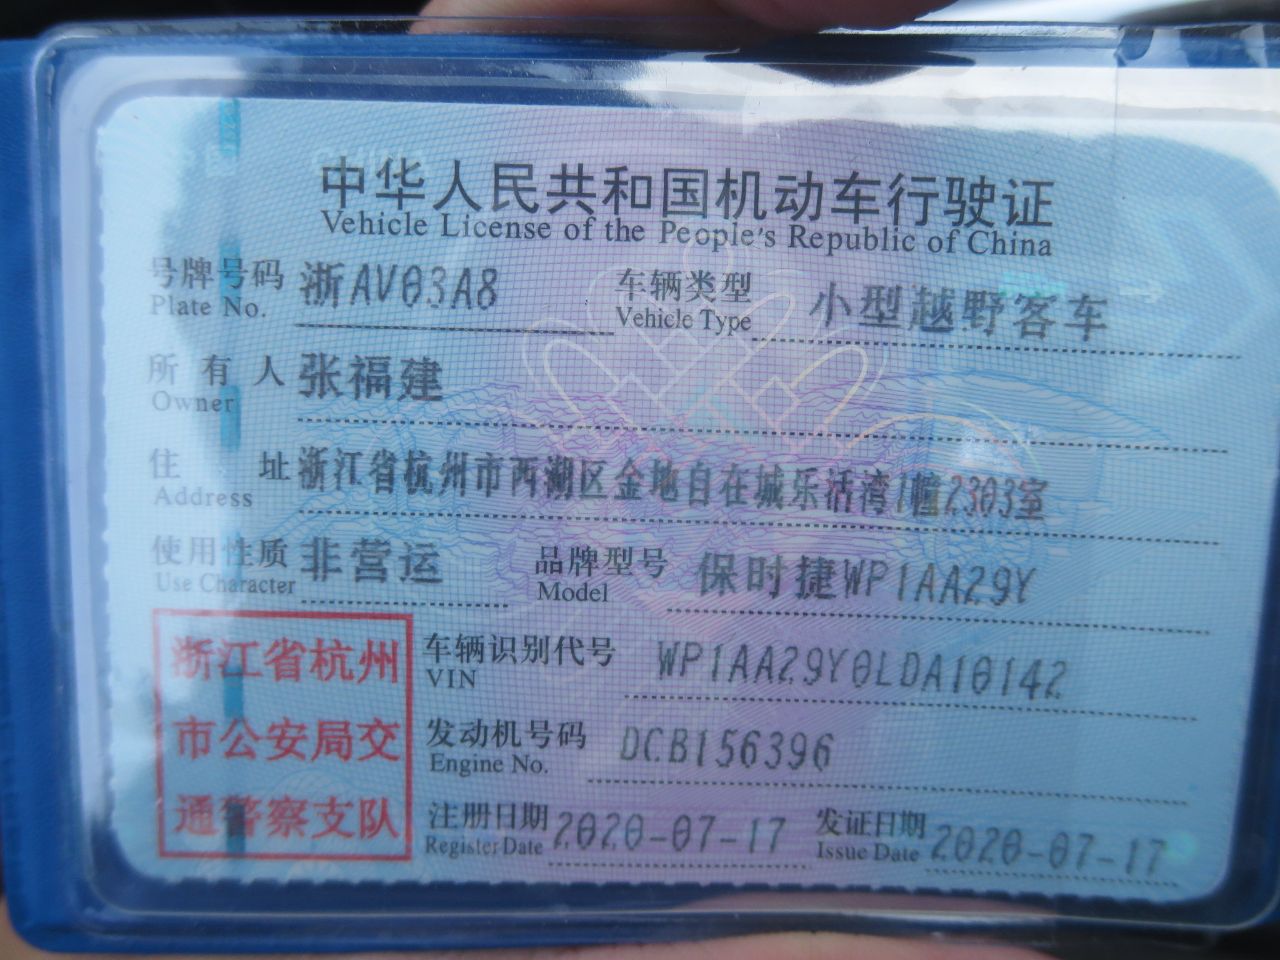 中华人民共和国机动车行驶证
Vehicle License of the People's Republic of China
号牌号码 浙AV03A8 车辆类型 小型越野客车
Plate No. Vehicle Type
所有人 张福建
Owner
住址 浙江省杭州市西湖区金地自在城乐活湾1幢2303室
Address
使用性质 非营运 品牌型号 保时捷WP1AA29Y
Use Character Model
浙江省杭州 车辆识别代号 WP1AA29Y0LDA10142
VIN
市公安局交 发动机号码 DCB156396
Engine No.
通警察支队 注册日期 2020-07-17 发证日期 2020-07-17
Register Date Issue Date